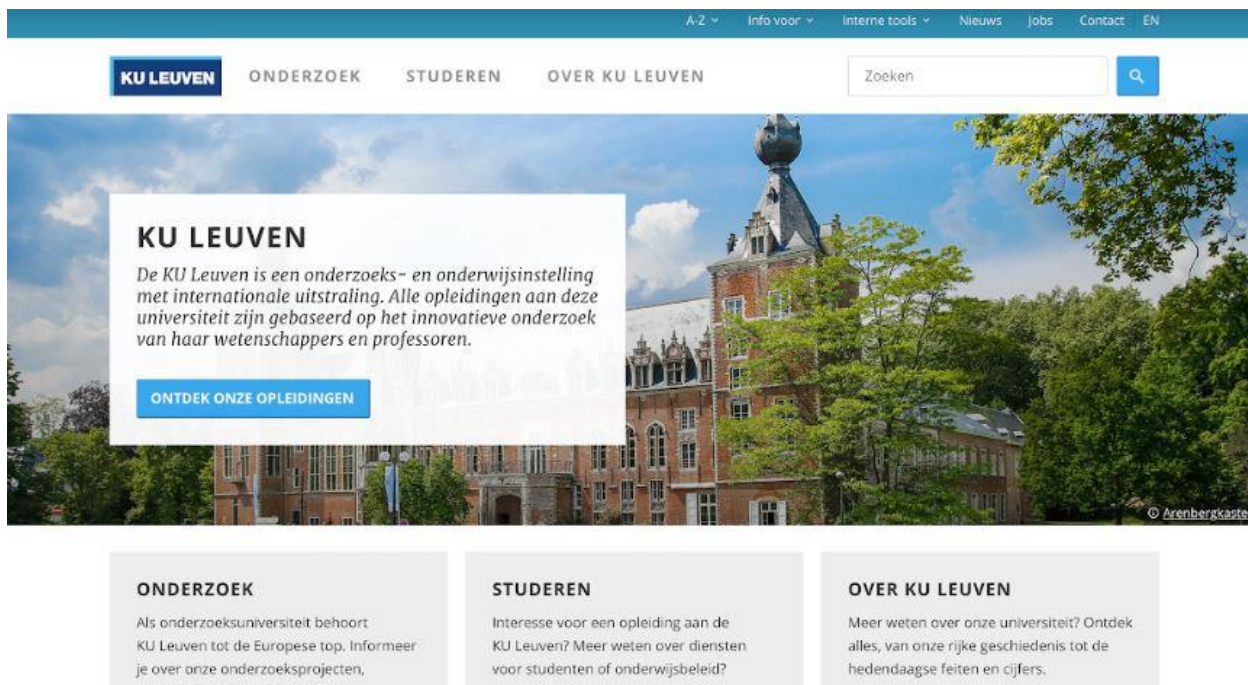 A-Z Info voor Interne tools Nieuws Jobs Contact EN
KU LEUVEN ONDERZOEK STUDEREN OVER KU LEUVEN Zoeken
KU LEUVEN
De KU Leuven is een onderzoeks- en onderwijsinstelling
met internationale uitstraling. Alle opleidingen aan deze
universiteit zijn gebaseerd op het innovatieve onderzoek
van haar wetenschappers en professoren.
ONTDEK ONZE OPLEIDINGEN
Arenbergkaste
ONDERZOEK
Als onderzoeksuniversiteit behoort
KU Leuven tot de Europese top. Informeer
je over onze onderzoeksprojecten,
STUDEREN
Interesse voor een opleiding aan de
KU Leuven? Meer weten over diensten
voor studenten of onderwijsbeleid?
OVER KU LEUVEN
Meer weten over onze universiteit? Ontdek
alles, van onze rijke geschiedenis tot de
hedendaagse feiten en cijfers.